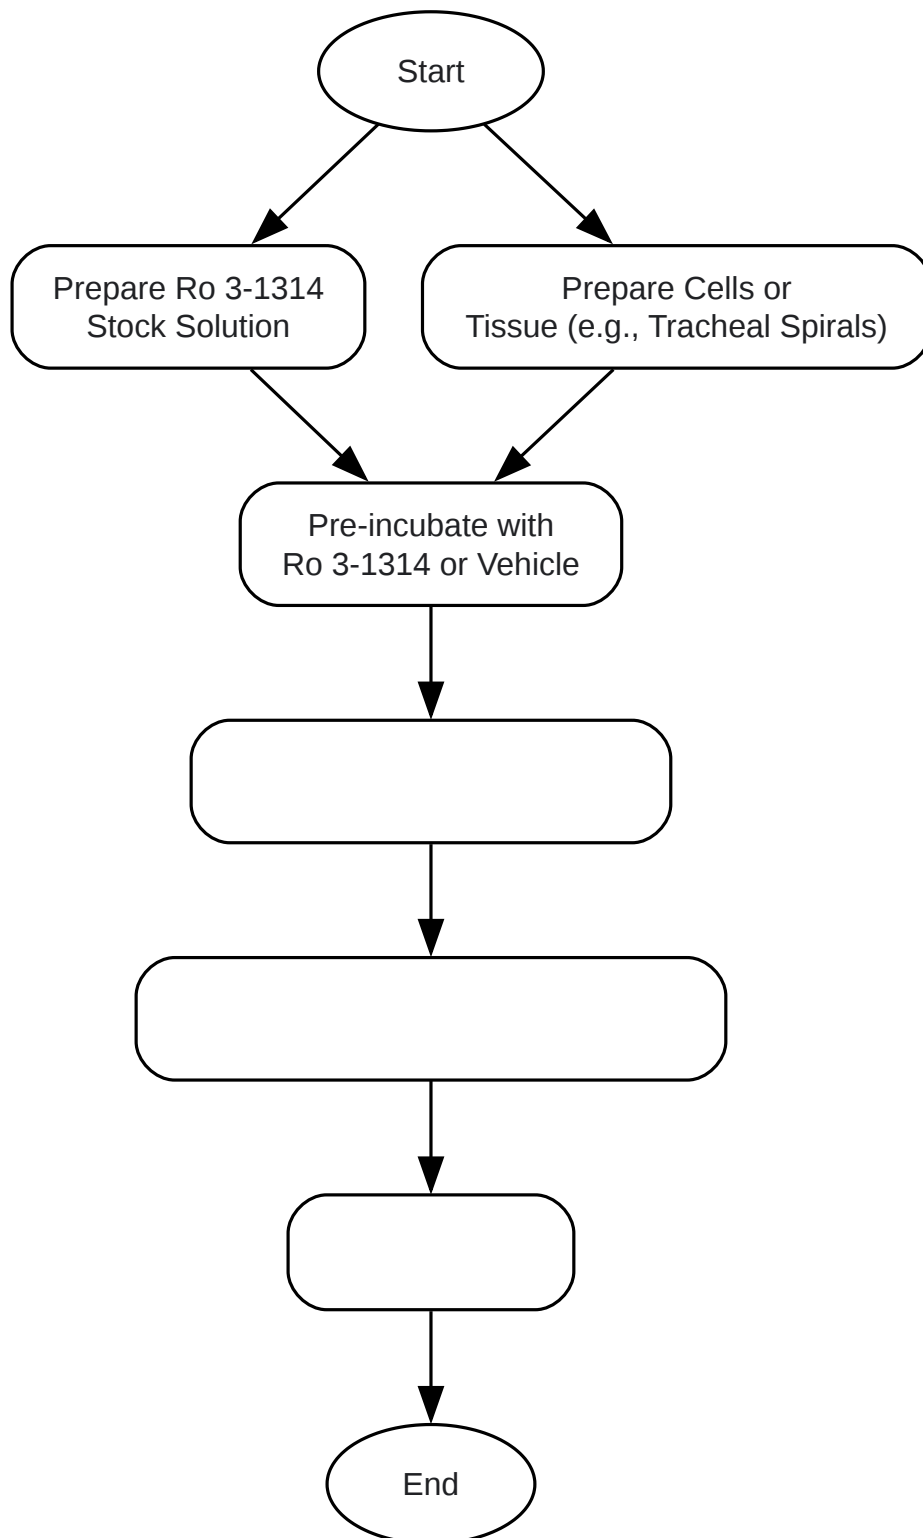 Start
Prepare Ro 3-1314
Stock Solution
Prepare Cells or
Tissue (e.g., Tracheal Spirals)
Pre-incubate with
Ro 3-1314 or Vehicle
End